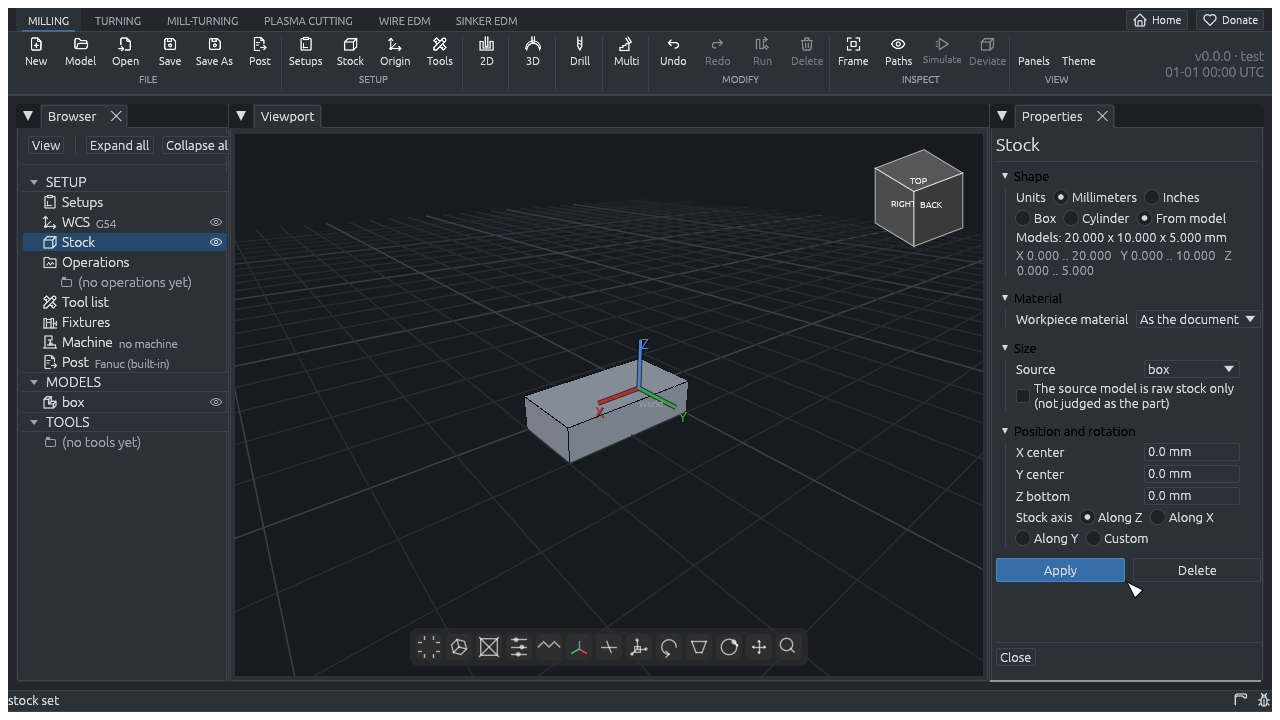 MILLING TURNING MILL-TURNING PLASMA CUTTING WIRE EDM SINKER EDM Home Donate
New Model Open Save Save As Post Setups Stock Origin Tools 2D 3D Drill Multi Undo Redo Run Delete Frame Paths Simulate Deviate Panels Theme
FILE SETUP MODIFY INSPECT VIEW
v0.0.0 · test
01-01 00:00 UTC
Browser
View Expand all Collapse al
SETUP
Setups
WCS G54
Stock
Operations
(no operations yet)
Tool list
Fixtures
Machine no machine
Post Fanuc (built-in)
MODELS
box
TOOLS
(no tools yet)
Viewport
TOP
RIGHT BACK
Z
World
X
Y
Properties
Stock
Shape
Units Millimeters Inches
Box Cylinder From model
Models: 20.000 x 10.000 x 5.000 mm
X 0.000 .. 20.000 Y 0.000 .. 10.000 Z
0.000 .. 5.000
Material
Workpiece material As the document
Size
Source box
The source model is raw stock only
(not judged as the part)
Position and rotation
X center 0.0 mm
Y center 0.0 mm
Z bottom 0.0 mm
Stock axis Along Z Along X
Along Y Custom
Apply Delete
Close
stock set